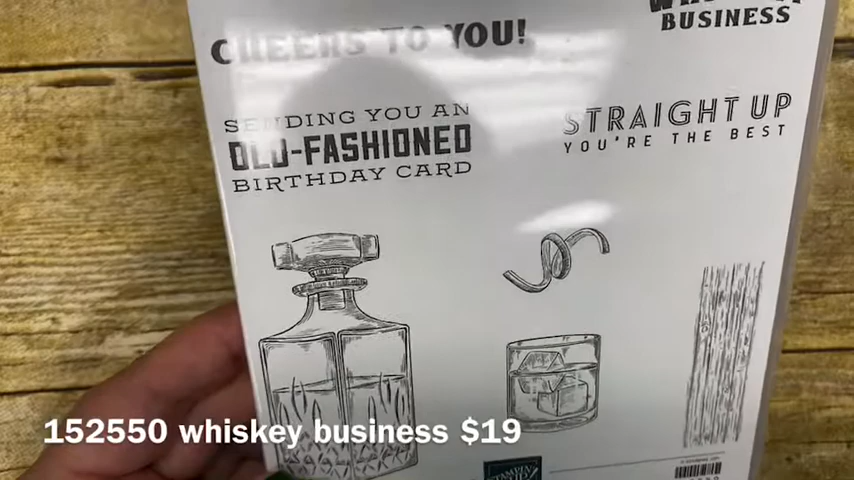 CHEERS TO YOU!
BUSINESS
SENDING YOU AN
OLD-FASHIONED
BIRTHDAY CARD
STRAIGHT UP
YOU'RE THE BEST
152550 whiskey business $19
STAMPIN'